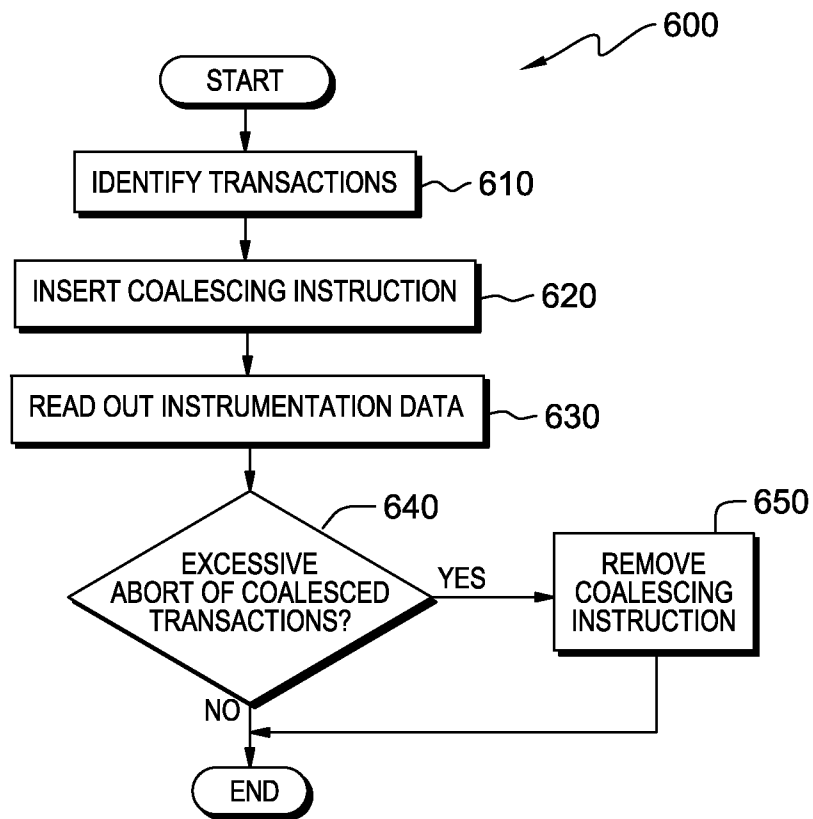 600
START
IDENTIFY TRANSACTIONS
610
INSERT COALESCING INSTRUCTION
620
READ OUT INSTRUMENTATION DATA
630
640
EXCESSIVE
ABORT OF COALESCED
TRANSACTIONS?
YES
650
REMOVE
COALESCING
INSTRUCTION
NO
END